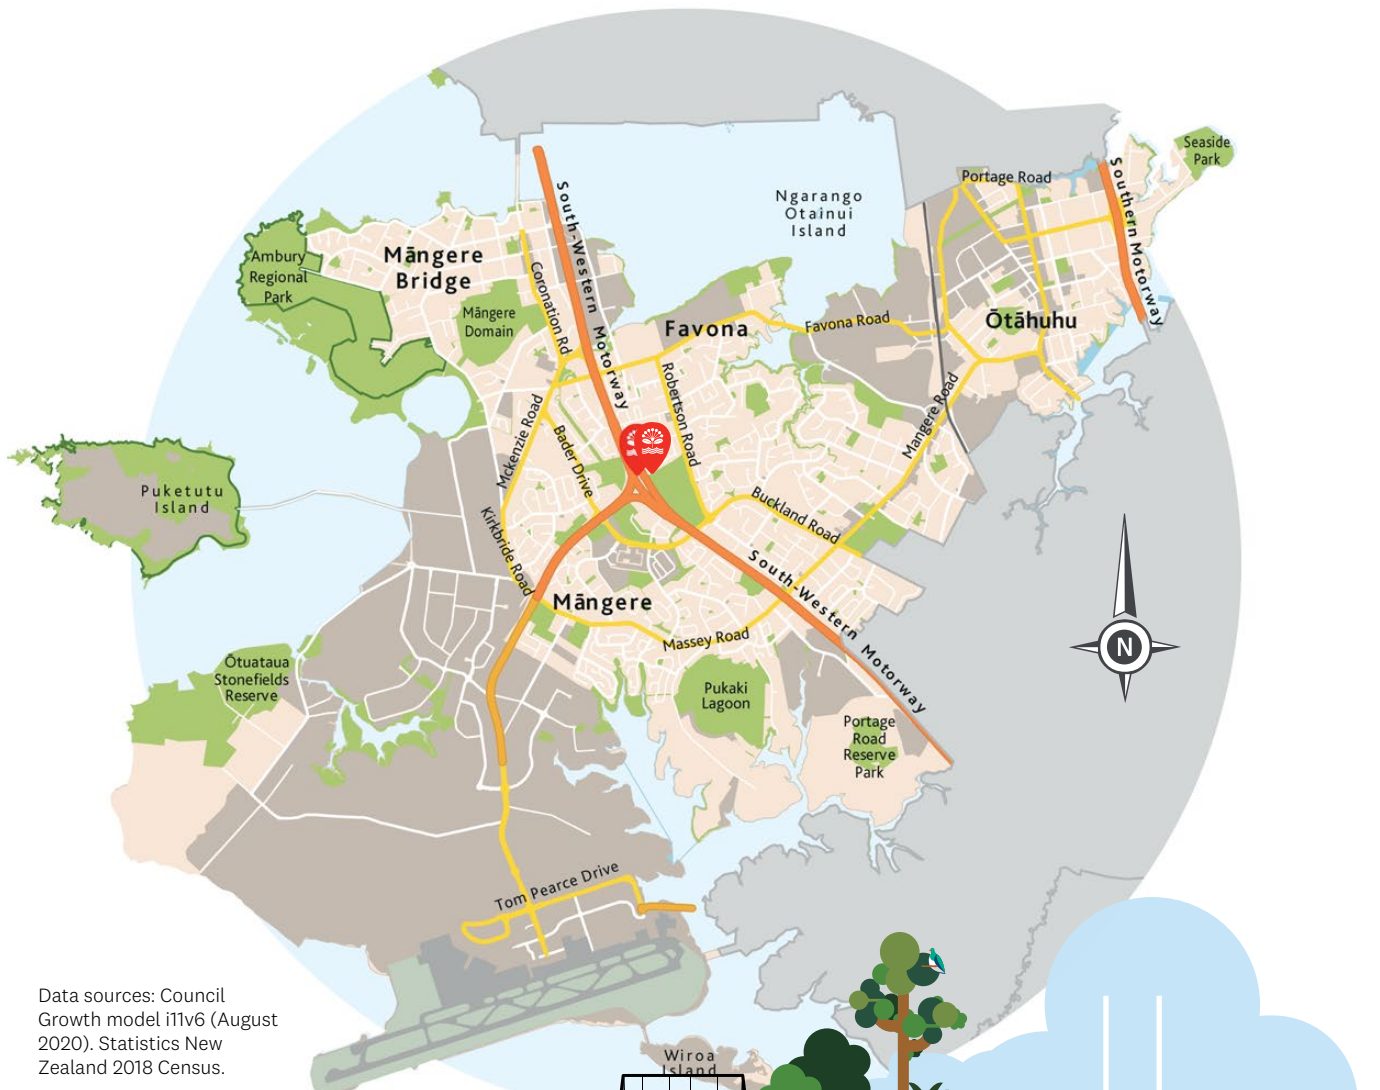 Seaside
Park
Portage Road
Southern Motorway
Ngarango
Otainui
Island
South-Western Motorway
Māngere
Bridge
Ambury
Regional
Park
Coronation Rd
Māngere
Domain
Favona
Favona Road
Ōtāhuhu
Robertson Road
Mckenzie Road
Bader Drive
Mangere Road
Puketutu
Island
Buckland Road
Kirkbride Road
South-Western Motorway
Māngere
N
Massey Road
Ōtuataua
Stonefields
Reserve
Pukaki
Lagoon
Portage
Road
Reserve
Park
Tom Pearce Drive
Data sources: Council
Growth model i11v6 (August
2020). Statistics New
Zealand 2018 Census.
Wiroa
Island